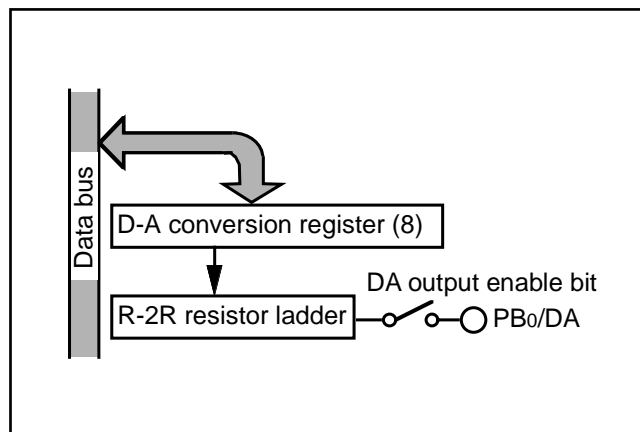 Data bus
D-A conversion register (8)
DA output enable bit
R-2R resistor ladder
PB0/DA